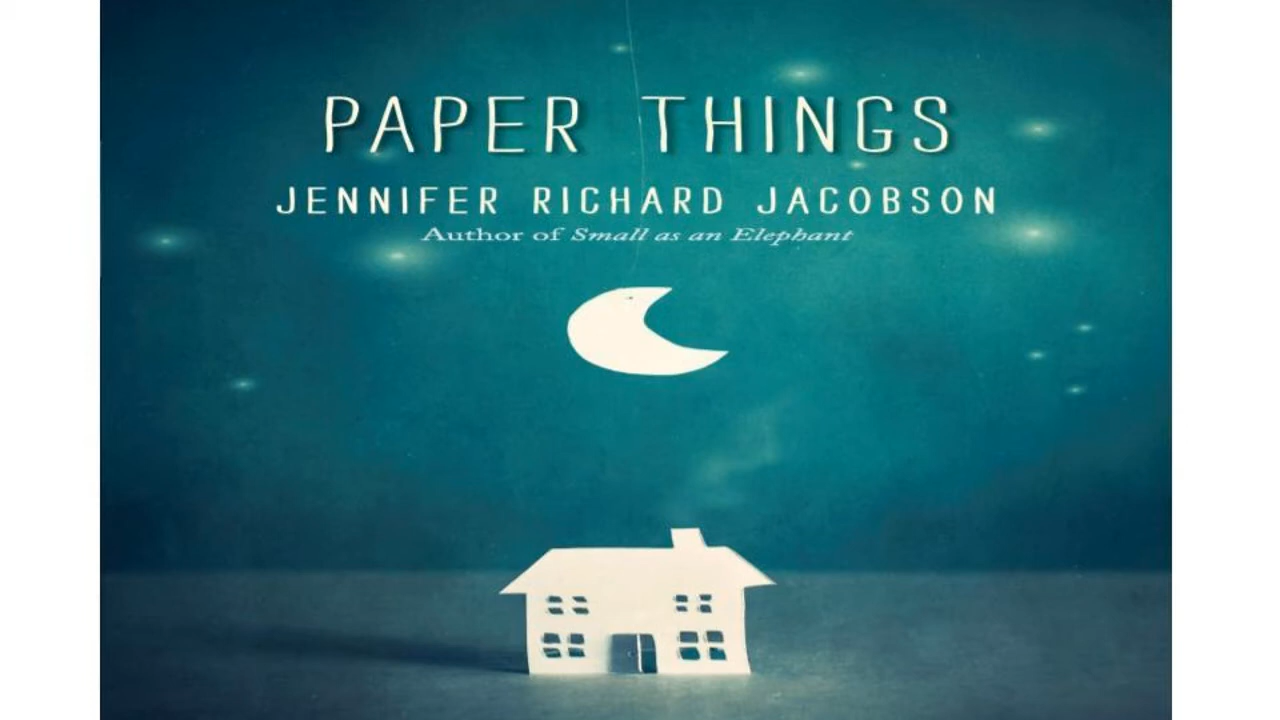 PAPER THINGS
JENNIFER RICHARD JACOBSON
Author of Small as an Elephant